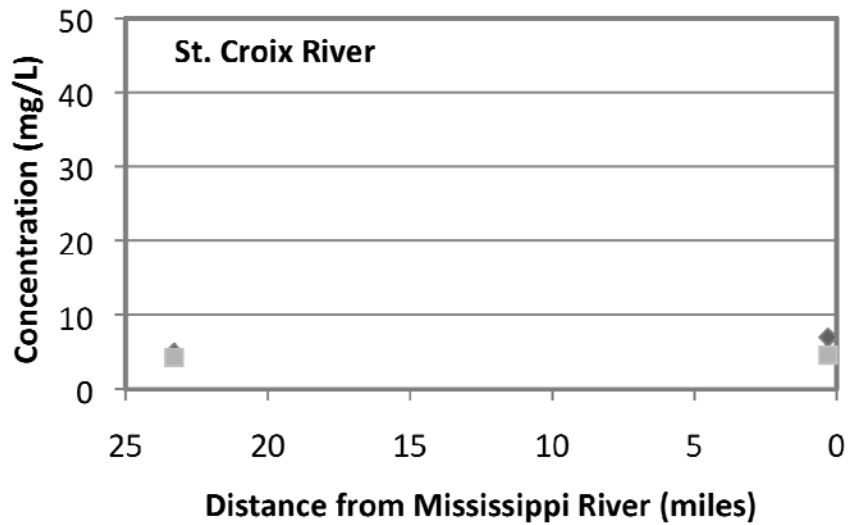 50
St. Croix River
40
30
20
10
0
Concentration (mg/L)
25 20 15 10 5 0
Distance from Mississippi River (miles)